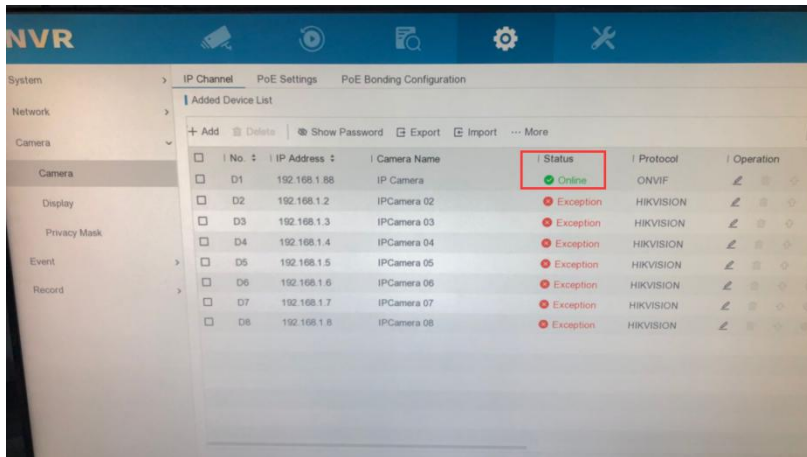 NVR
System
Network
Camera
Camera
Display
Privacy Mask
Event
Record
IP Channel PoE Settings PoE Bonding Configuration
Added Device List
+ Add Delete Show Password Export Import ... More
No. IP Address Camera Name Status Protocol Operation
D1 192.168.1.88 IP Camera Online ONVIF
D2 192.168.1.2 IPCamera 02 Exception HIKVISION
D3 192.168.1.3 IPCamera 03 Exception HIKVISION
D4 192.168.1.4 IPCamera 04 Exception HIKVISION
D5 192.168.1.5 IPCamera 05 Exception HIKVISION
D6 192.168.1.6 IPCamera 06 Exception HIKVISION
D7 192.168.1.7 IPCamera 07 Exception HIKVISION
D8 192.168.1.8 IPCamera 08 Exception HIKVISION